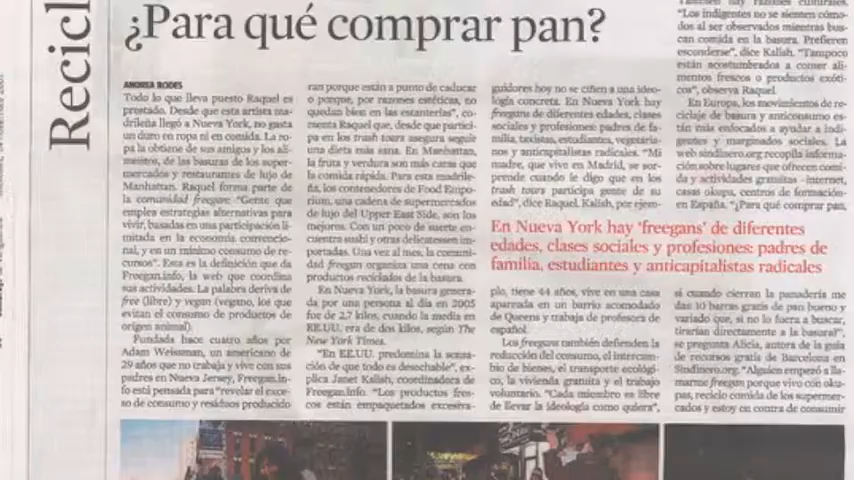 Recicl
¿Para qué comprar pan?
ANDREA RODES
Todo lo que lleva puesto Raquel es
prestado. Desde que esta artista ma-
drileña llegó a Nueva York, no gasta
un duro en ropa ni en comida. La ro-
pa la obtiene de sus amigos y los ali-
mentos, de las basuras de los super-
mercados y restaurantes de lujo de
Manhattan. Raquel forma parte de
la comunidad freegan: "Gente que
emplea estrategias alternativas para
vivir, basadas en una participación li-
mitada en la economía convencio-
nal, y en un mínimo consumo de re-
cursos". Esta es la definición que da
Freegan.info, la web que coordina
sus actividades. La palabra deriva de
free (libre) y vegan (vegano, los que
evitan el consumo de productos de
origen animal).
Fundada hace cuatro años por
Adam Weissman, un americano de
29 años que no trabaja y vive con sus
padres en Nueva Jersey, Freegan.in-
fo está pensada para "revelar el exce-
so de consumo y residuos producido
ran porque están a punto de caducar
o porque, por razones estéticas, no
quedan bien en las estanterías", co-
menta Raquel que, desde que partici-
pa en los trash tours asegura seguir
una dieta más sana. En Manhattan,
la fruta y verdura son más caras que
la comida rápida. Para esta madrile-
ña, los contenedores de Food Empo-
rium, una cadena de supermercados
de lujo del Upper East Side, son los
mejores. Con un poco de suerte en-
cuentra sushi y otras delicatessen im-
portadas. Una vez al mes, la comuni-
dad freegan organiza una cena con
productos reciclados de la basura.
En Nueva York, la basura genera-
da por una persona al día en 2005
fue de 2,7 kilos, cuando la media en
EE.UU. era de dos kilos, según The
New York Times.
"En EE.UU. predomina la sensa-
ción de que todo es desechable", ex-
plica Janet Kalish, coordinadora de
Freegan.info. "Los productos fres-
cos están empaquetados excesiva-
guidores hoy no se ciñen a una ideo-
logía concreta. En Nueva York hay
freegans de diferentes edades, clases
sociales y profesiones: padres de fa-
milia, taxistas, estudiantes, vegetaria-
nos y anticapitalistas radicales. "Mi
madre, que vive en Madrid, se sor-
prende cuando le digo que en los
trash tours participa gente de su
edad", dice Raquel. Kalish, por ejem-
En Nueva York hay 'freegans' de diferentes
edades, clases sociales y profesiones: padres de
familia, estudiantes y anticapitalistas radicales
plo, tiene 44 años, vive en una casa
apareada en un barrio acomodado
de Queens y trabaja de profesora de
español.
Los freegans también defienden la
reducción del consumo, el intercam-
bio de bienes, el transporte ecológi-
co, la vivienda gratuita y el trabajo
voluntario. "Cada miembro es libre
de llevar la ideología como quiera",
También hay razones culturales.
"Los indigentes no se sienten cómo-
dos al ser observados mientras bus-
can comida en la basura. Prefieren
esconderse", dice Kalish. "Tampoco
están acostumbrados a comer ali-
mentos frescos o productos exóti-
cos", observa Raquel.
En Europa, los movimientos de re-
ciclaje de basura y anticonsumo es-
tán más enfocados a ayudar a indi-
gentes y marginados sociales. La
web sindinero.org recopila informa-
ción sobre lugares que ofrecen comi-
da y actividades gratuitas –internet,
casas okupa, centros de formación–
en España. "¿Para qué comprar pan,
si cuando cierran la panadería me
dan 10 barras gratis de pan bueno y
variado que, si no lo fuera a buscar,
tirarían directamente a la basura?",
se pregunta Alicia, autora de la guía
de recursos gratis de Barcelona en
Sindinero.org. "Alguien empezó a lla-
marme freegan porque vivo con oku-
pas, reciclo comida de los supermer-
cados y estoy en contra de consumir